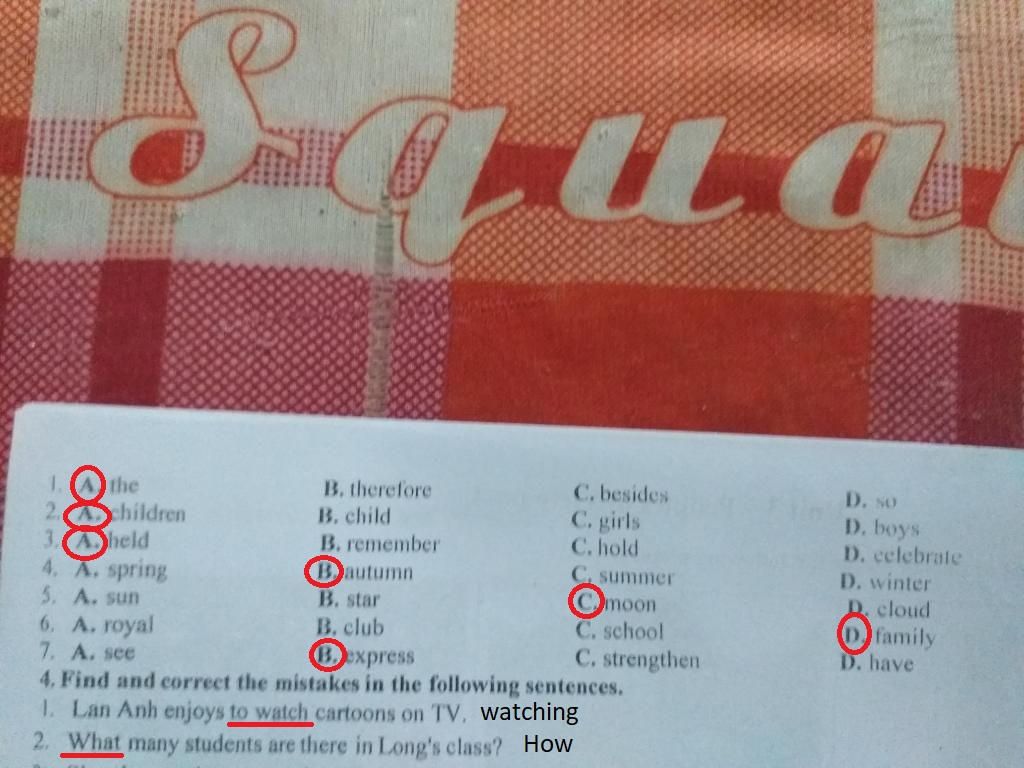 Squa
1. A. the B. therefore C. besides D. so
2. A. children B. child C. girls D. boys
3. A. held B. remember C. hold D. celebrate
4. A. spring B. autumn C. summer D. winter
5. A. sun B. star C. moon D. cloud
6. A. royal B. club C. school D. family
7. A. see B. express C. strengthen D. have
4. Find and correct the mistakes in the following sentences.
1. Lan Anh enjoys to watch cartoons on TV. watching
2. What many students are there in Long's class? How